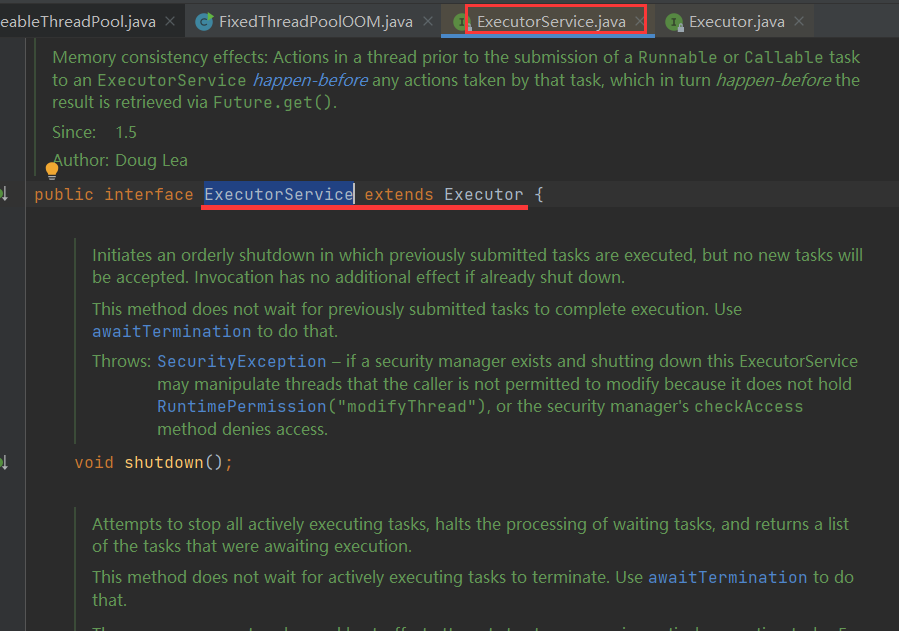 eableThreadPool.java × FixedThreadPoolOOM.java × ExecutorService.java × Executor.java ×
Memory consistency effects: Actions in a thread prior to the submission of a Runnable or Callable task
to an ExecutorService happen-before any actions taken by that task, which in turn happen-before the
result is retrieved via Future.get().
Since: 1.5
Author: Doug Lea
public interface ExecutorService extends Executor {
Initiates an orderly shutdown in which previously submitted tasks are executed, but no new tasks will
be accepted. Invocation has no additional effect if already shut down.
This method does not wait for previously submitted tasks to complete execution. Use
awaitTermination to do that.
Throws: SecurityException – if a security manager exists and shutting down this ExecutorService
may manipulate threads that the caller is not permitted to modify because it does not hold
RuntimePermission("modifyThread"), or the security manager's checkAccess
method denies access.
void shutdown();
Attempts to stop all actively executing tasks, halts the processing of waiting tasks, and returns a list
of the tasks that were awaiting execution.
This method does not wait for actively executing tasks to terminate. Use awaitTermination to do
that.